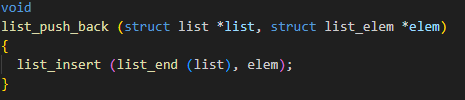 void
list_push_back (struct list *list, struct list_elem *elem)
{
  list_insert (list_end (list), elem);
}